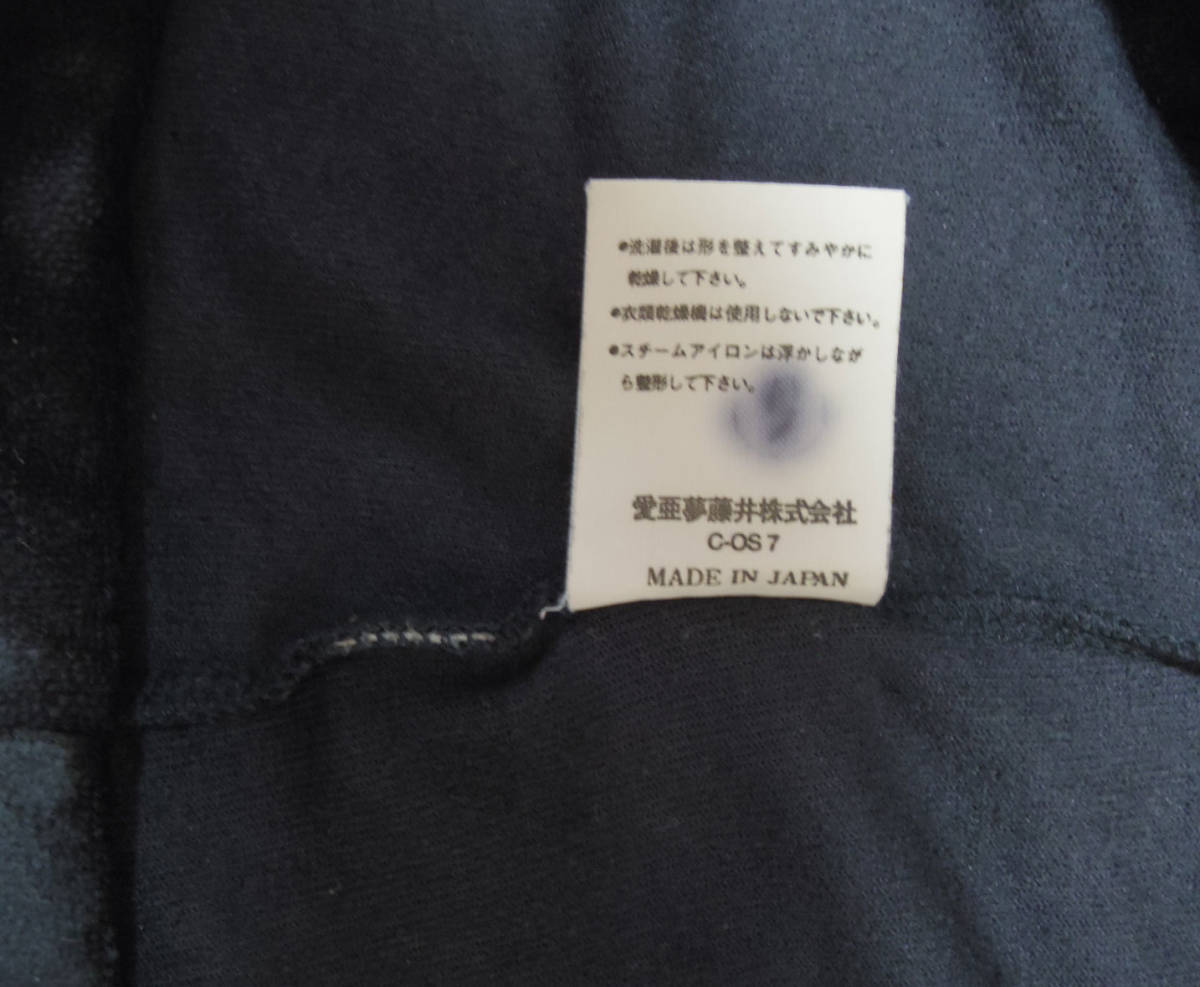 ●洗濯後は形を整えてすみやかに
乾燥して下さい。
●衣類乾燥機は使用しないで下さい。
●スチームアイロンは浮かしなが
ら整形して下さい。
愛亜夢藤井株式会社
C-OS7
MADE IN JAPAN